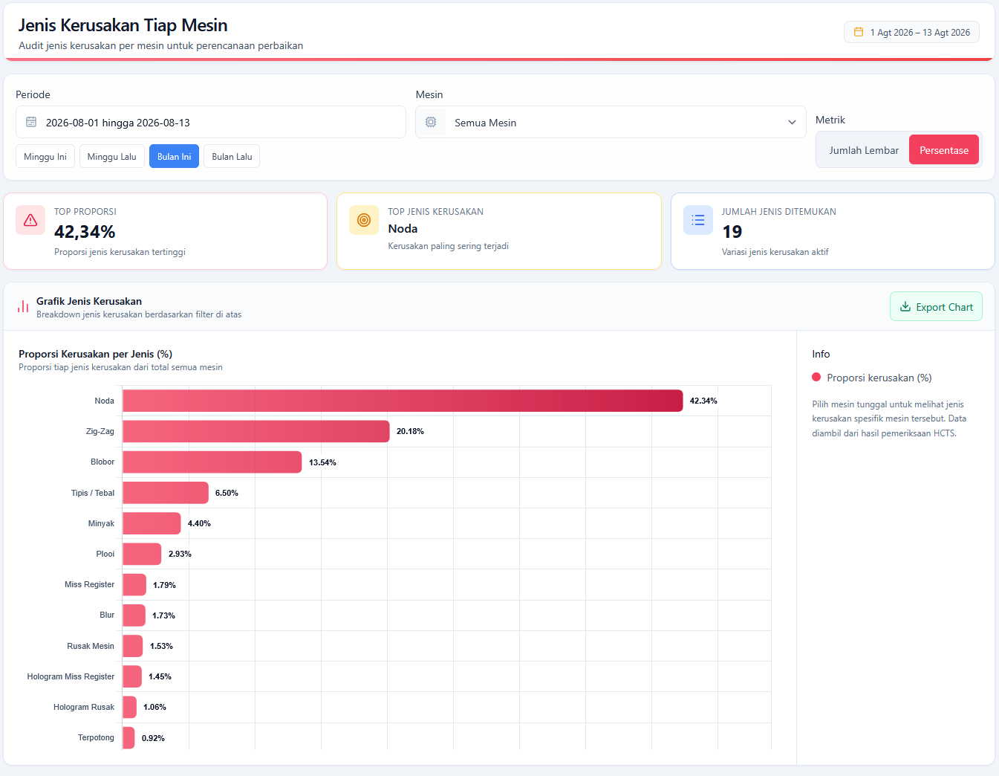 Jenis Kerusakan Tiap Mesin
Audit jenis kerusakan per mesin untuk perencanaan perbaikan
1 Agt 2026 – 13 Agt 2026
Periode
2026-08-01 hingga 2026-08-13
Minggu Ini
Minggu Lalu
Bulan Ini
Bulan Lalu
Mesin
Semua Mesin
Metrik
Jumlah Lembar
Persentase
TOP PROPORSI
42,34%
Proporsi jenis kerusakan tertinggi
TOP JENIS KERUSAKAN
Noda
Kerusakan paling sering terjadi
JUMLAH JENIS DITEMUKAN
19
Variasi jenis kerusakan aktif
Grafik Jenis Kerusakan
Breakdown jenis kerusakan berdasarkan filter di atas
Export Chart
Proporsi Kerusakan per Jenis (%)
Proporsi tiap jenis kerusakan dari total semua mesin
Noda 42.34%
Zig-Zag 20.18%
Blobor 13.54%
Tipis / Tebal 6.50%
Minyak 4.40%
Plooi 2.93%
Miss Register 1.79%
Blur 1.73%
Rusak Mesin 1.53%
Hologram Miss Register 1.45%
Hologram Rusak 1.06%
Terpotong 0.92%
Info
Proporsi kerusakan (%)
Pilih mesin tunggal untuk melihat jenis
kerusakan spesifik mesin tersebut. Data
diambil dari hasil pemeriksaan HCTS.